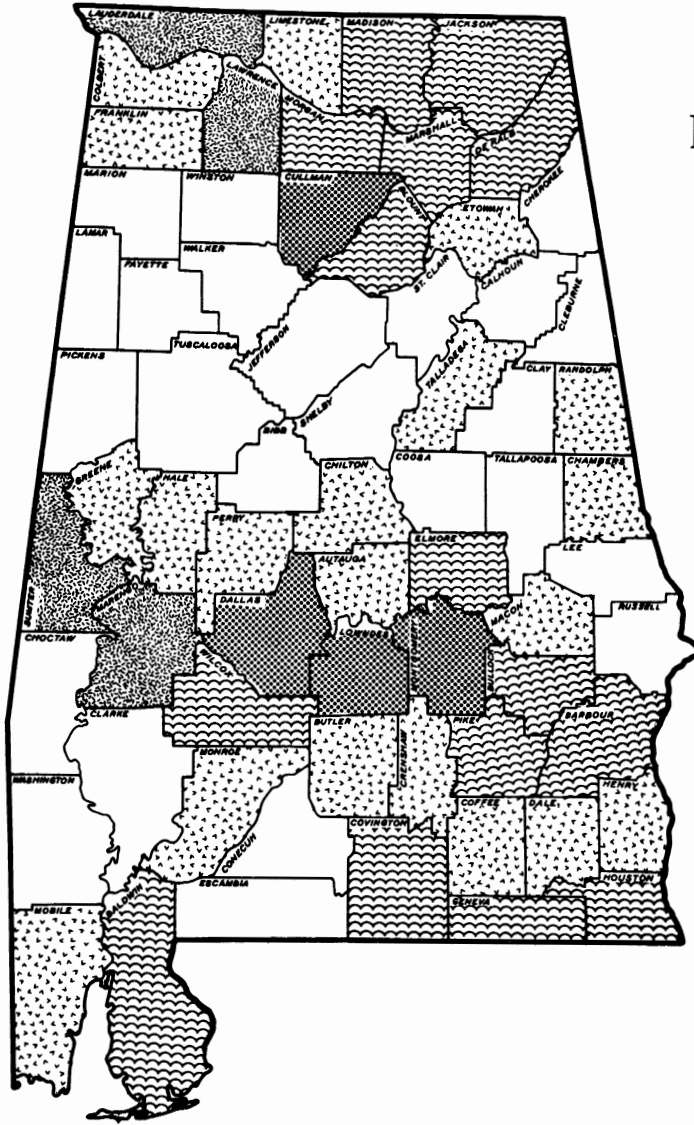 LAUDERDALE
LIMESTONE
MADISON
JACKSON
COLBERT
LAWRENCE
MORGAN
FRANKLIN
MARSHALL
DE KALB
CHEROKEE
MARION
WINSTON
CULLMAN
BLOUNT
ETOWAH
LAMAR
WALKER
FAYETTE
ST. CLAIR
CALHOUN
CLEBURNE
TUSCALOOSA
JEFFERSON
PICKENS
TALLADEGA
CLAY
RANDOLPH
BIBB
SHELBY
GREENE
HALE
CHILTON
COOSA
TALLAPOOSA
CHAMBERS
PERRY
ELMORE
AUTAUGA
LEE
SUMTER
MARENGO
DALLAS
LOWNDES
MACON
RUSSELL
CHOCTAW
WILCOX
CLARKE
BUTLER
CRENSHAW
PIKE
BARBOUR
MONROE
WASHINGTON
HENRY
COFFEE
DALE
COVINGTON
CONECUH
ESCAMBIA
HOUSTON
GENEVA
MOBILE
BALDWIN